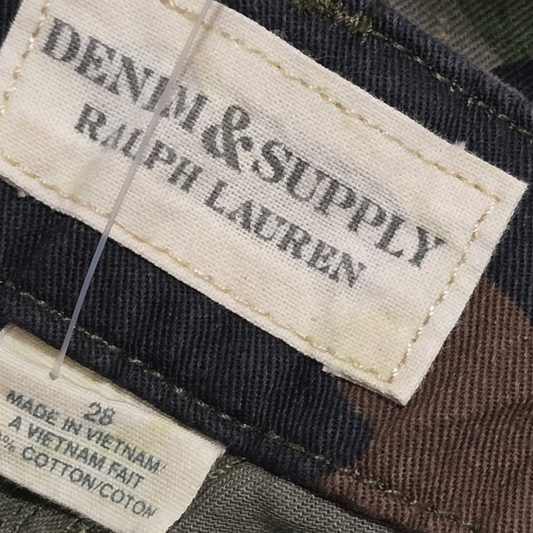 DENIM & SUPPLY
RALPH LAUREN
28
MADE IN VIETNAM
A VIETNAM FAIT
% COTTON/COTON